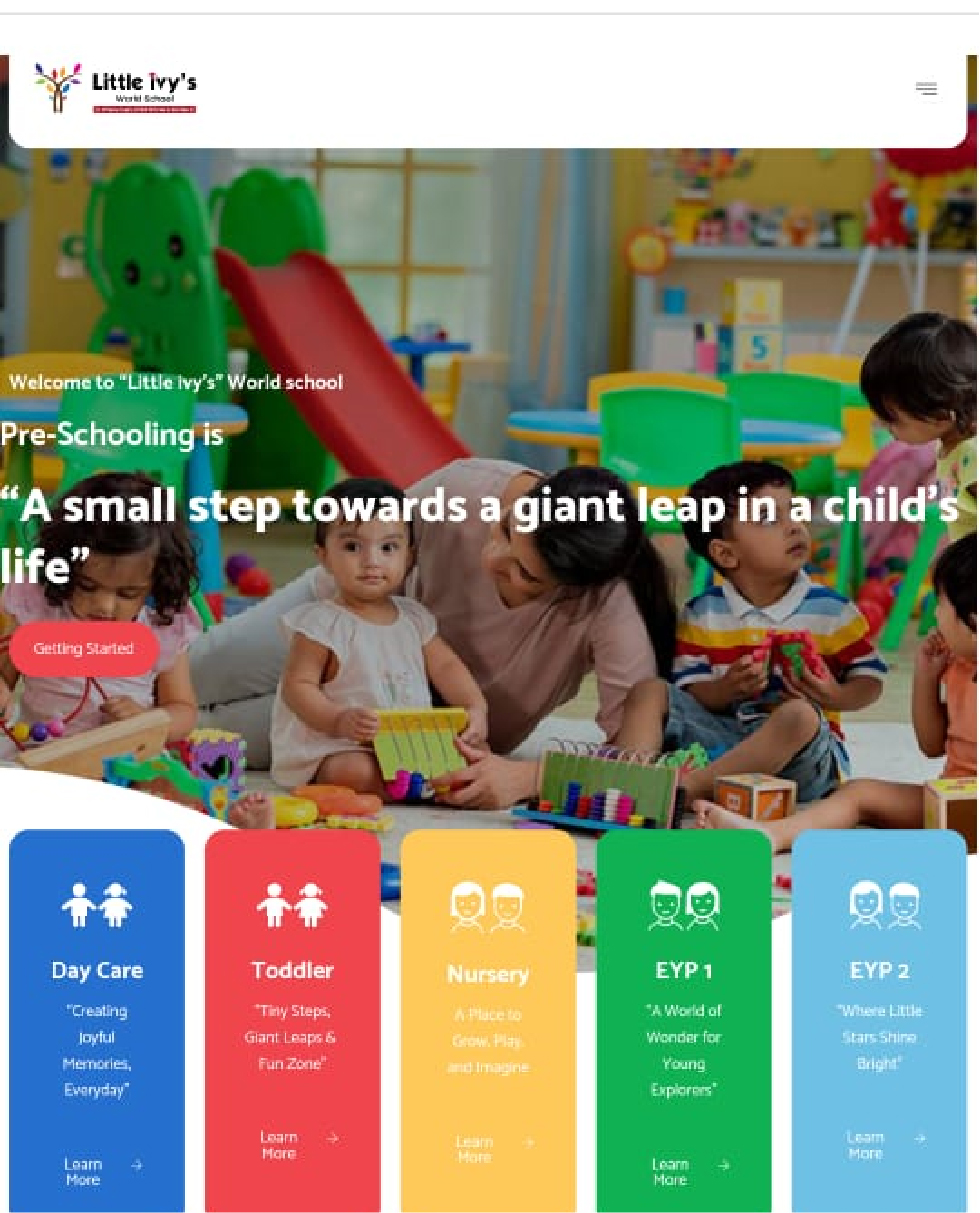 Little ivy's
World School
Welcome to “Little ivy's” World school
Pre-Schooling is
“A small step towards a giant leap in a child's
life”
Getting Started
5
Day Care
"Creating
Joyful
Memories,
Everyday"
Learn
More
Toddler
"Tiny Steps,
Giant Leaps &
Fun Zone"
Learn
More
Nursery
A Place to
Grow, Play,
and Imagine
Learn
More
EYP 1
"A World of
Wonder for
Young
Explorers"
Learn
More
EYP 2
"Where Little
Stars Shine
Bright"
Learn
More